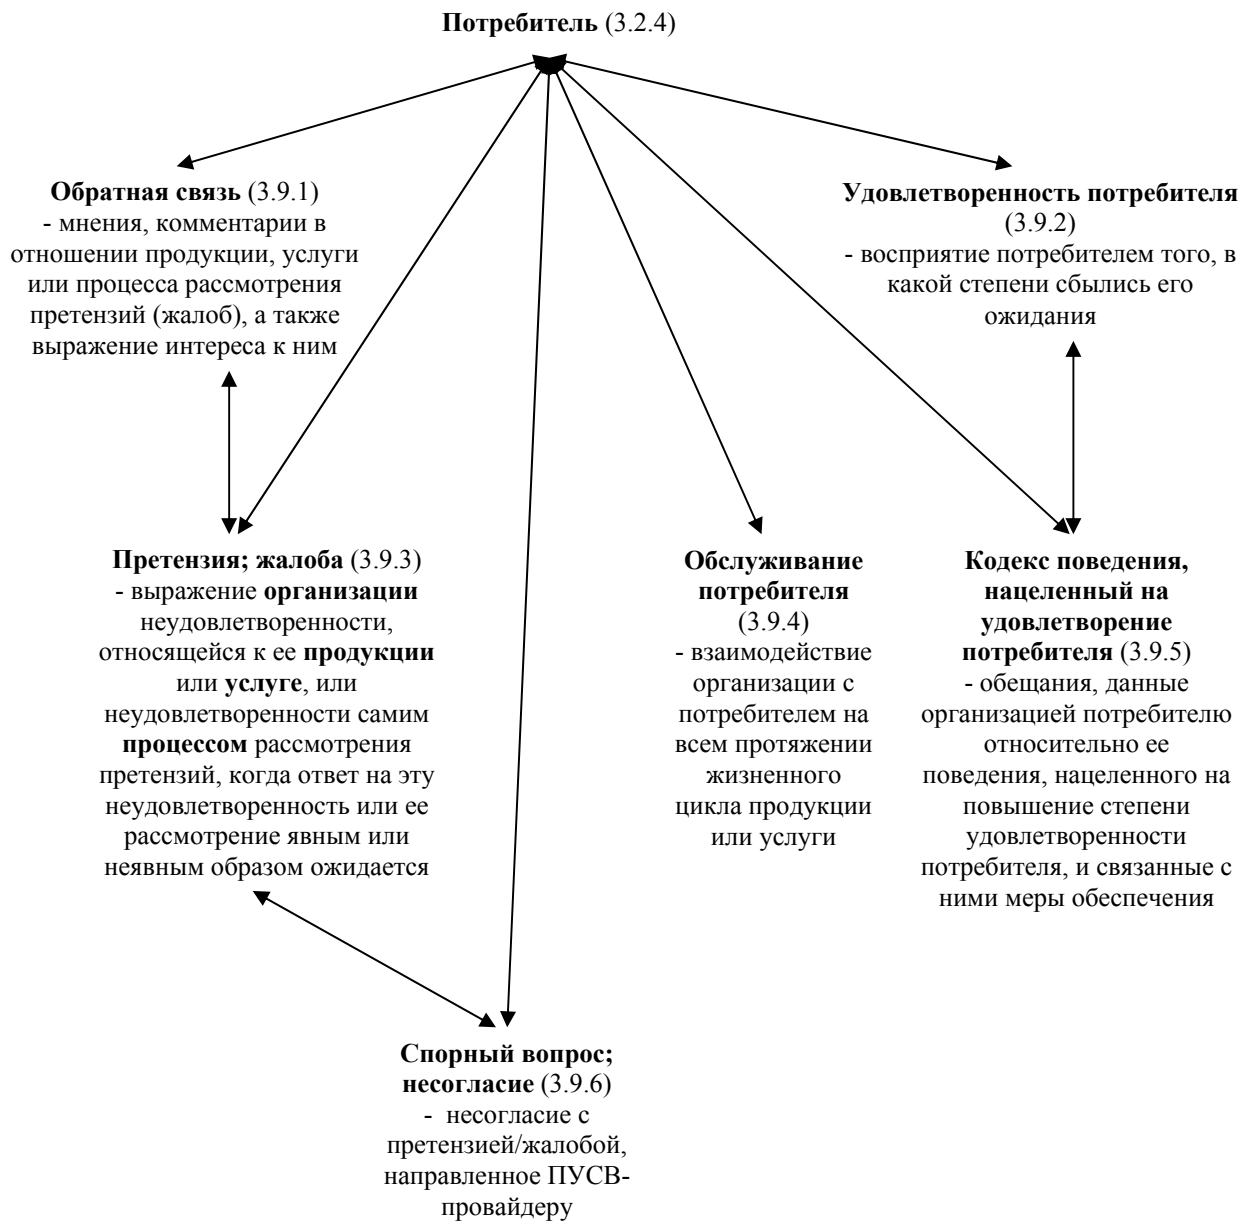 Потребитель (3.2.4)
Обратная связь (3.9.1)
- мнения, комментарии в
отношении продукции, услуги
или процесса рассмотрения
претензий (жалоб), а также
выражение интереса к ним
Удовлетворенность потребителя
(3.9.2)
- восприятие потребителем того, в
какой степени сбылись его
ожидания
Претензия; жалоба (3.9.3)
- выражение организации
неудовлетворенности,
относящейся к ее продукции
или услуге, или
неудовлетворенности самим
процессом рассмотрения
претензий, когда ответ на эту
неудовлетворенность или ее
рассмотрение явным или
неявным образом ожидается
Обслуживание
потребителя
(3.9.4)
- взаимодействие
организации с
потребителем на
всем протяжении
жизненного
цикла продукции
или услуги
Кодекс поведения,
нацеленный на
удовлетворение
потребителя (3.9.5)
- обещания, данные
организацией потребителю
относительно ее
поведения, нацеленного на
повышение степени
удовлетворенности
потребителя, и связанные с
ними меры обеспечения
Спорный вопрос;
несогласие (3.9.6)
- несогласие с
претензией/жалобой,
направленное ПУСВ-
провайдеру